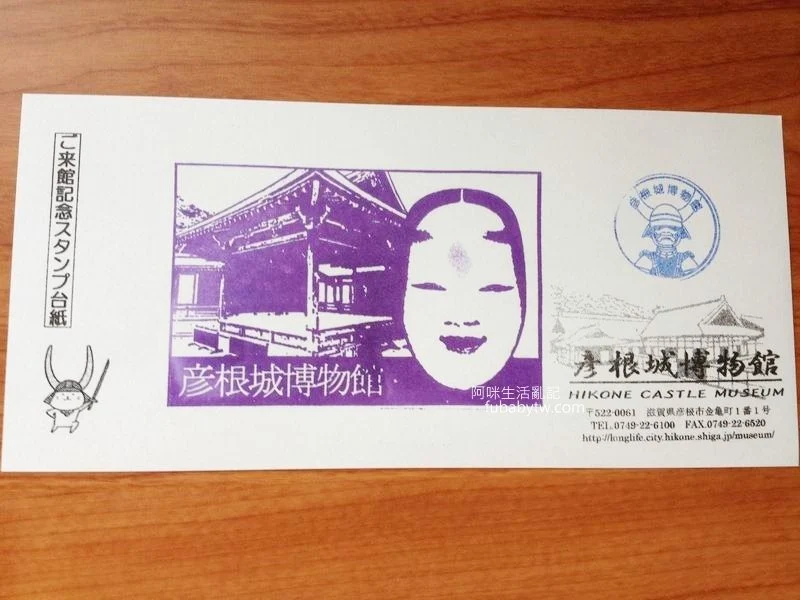 ご来館記念スタンプ台紙
彦根城博物館
彦根城博物館
彦根城博物館
HIKONE CASTLE MUSEUM
〒522-0061 滋賀県彦根市金亀町1番1号
TEL.0749-22-6100 FAX.0749-22-6520
http://longlife.city.hikone.shiga.jp/museum/
阿咪生活亂記
fubabytw.com